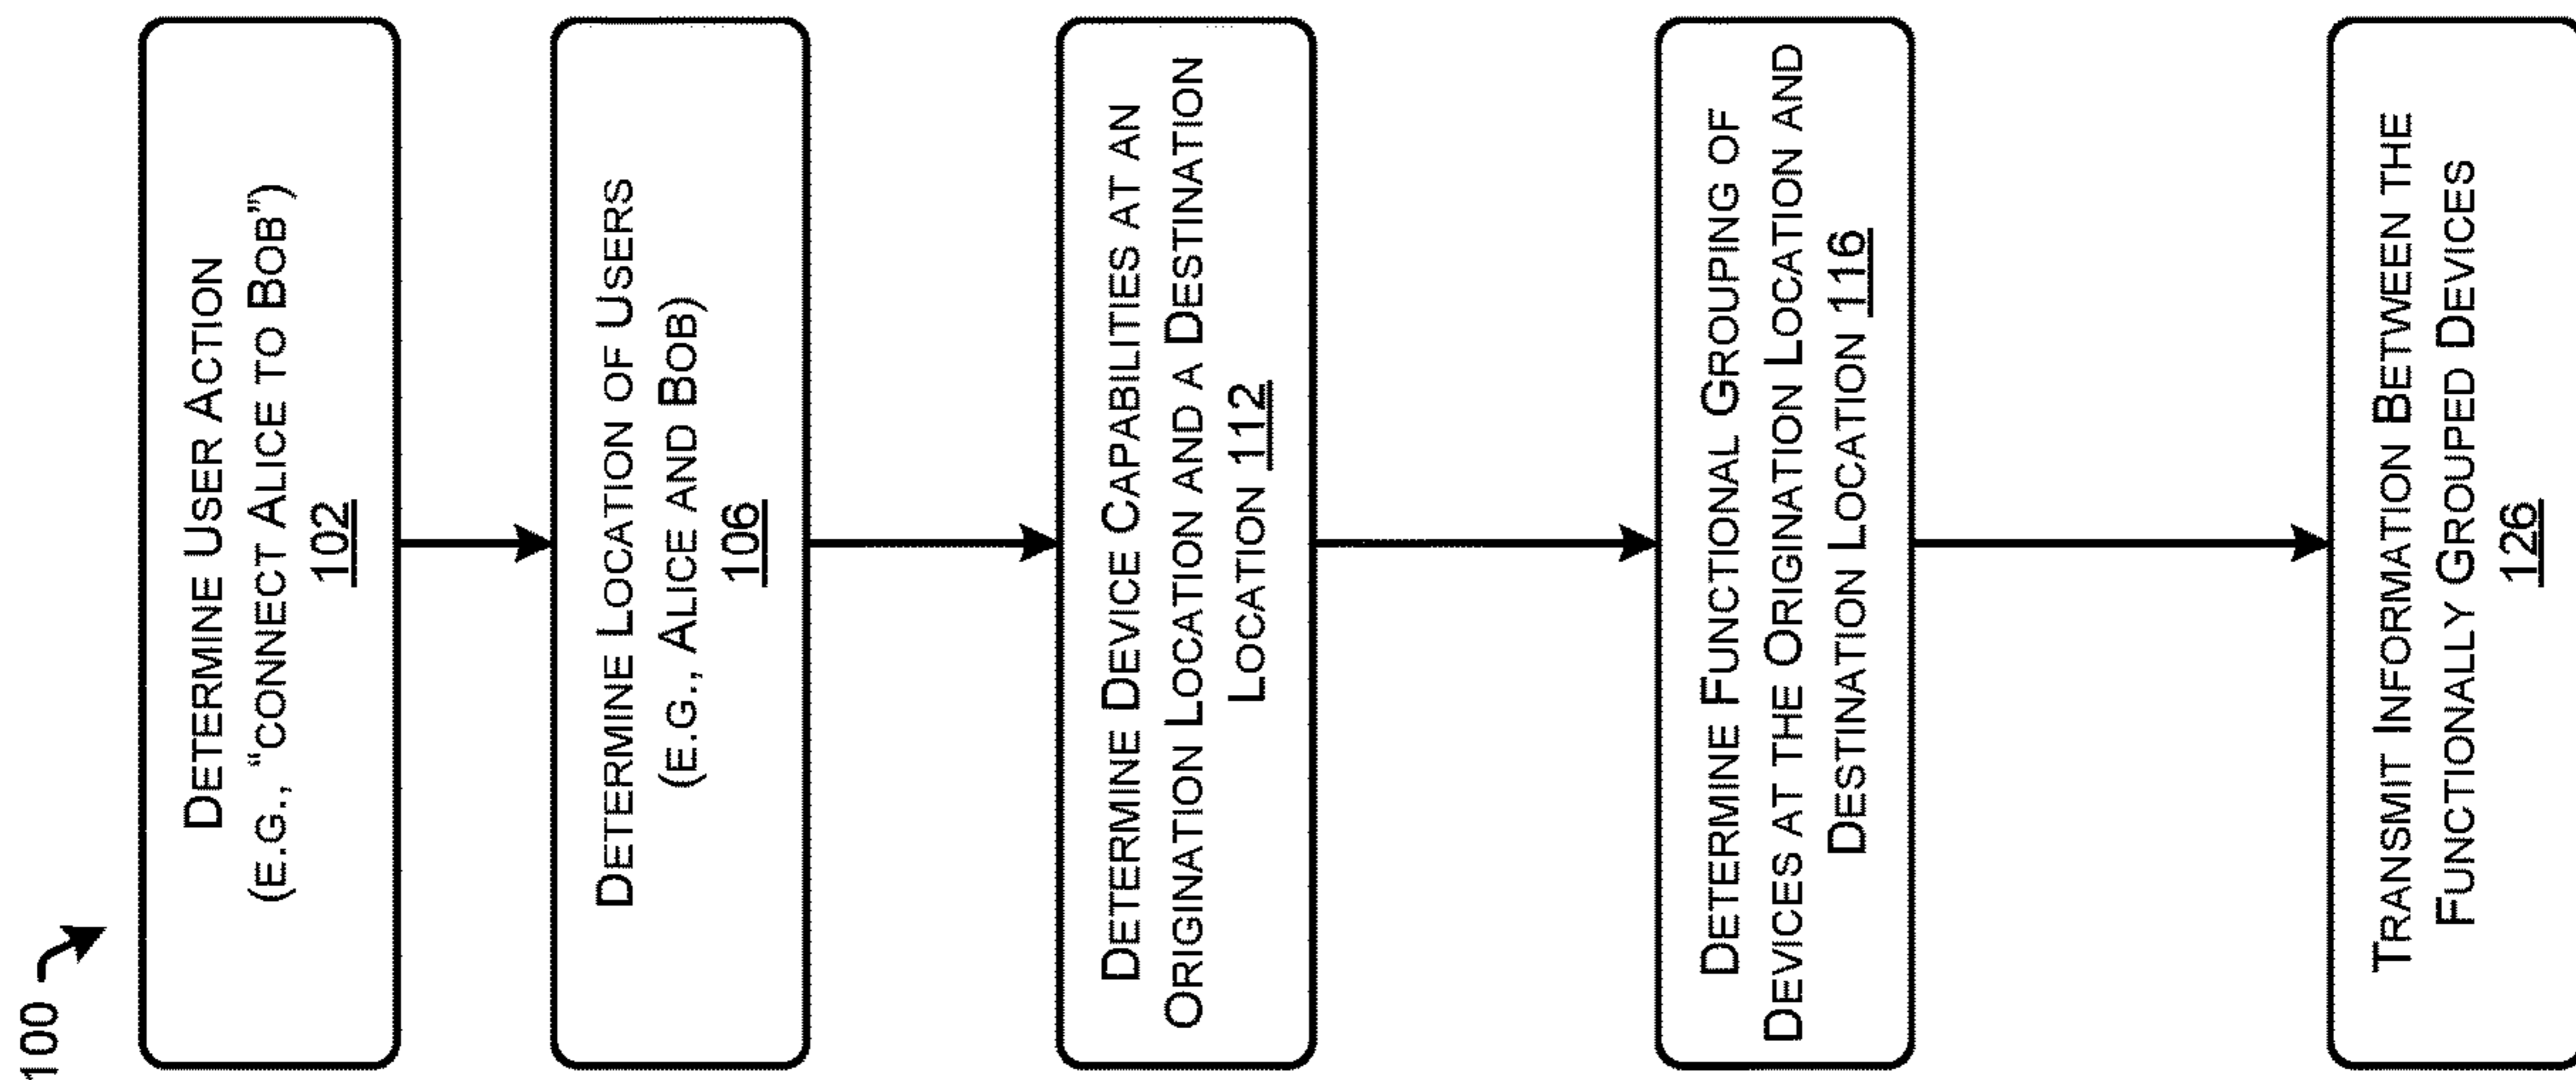 100
DETERMINE USER ACTION
(E.G., “CONNECT ALICE TO BOB”)
102
DETERMINE LOCATION OF USERS
(E.G., ALICE AND BOB)
106
DETERMINE DEVICE CAPABILITIES AT AN
ORIGINATION LOCATION AND A DESTINATION
LOCATION 112
DETERMINE FUNCTIONAL GROUPING OF
DEVICES AT THE ORIGINATION LOCATION AND
DESTINATION LOCATION 116
TRANSMIT INFORMATION BETWEEN THE
FUNCTIONALLY GROUPED DEVICES
126